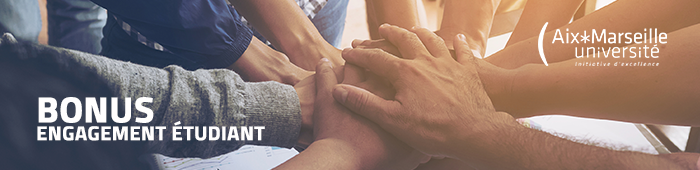 (Aix*Marseille
université
Initiative d'excellence
BONUS
ENGAGEMENT ÉTUDIANT